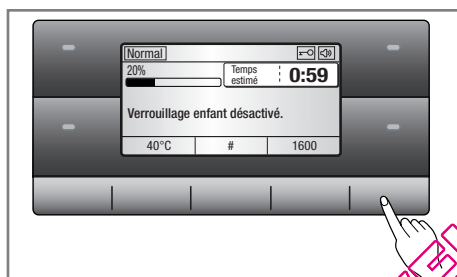 Normal
20% Temps estimé 0:59
Verrouillage enfant désactivé.
40°C # 1600